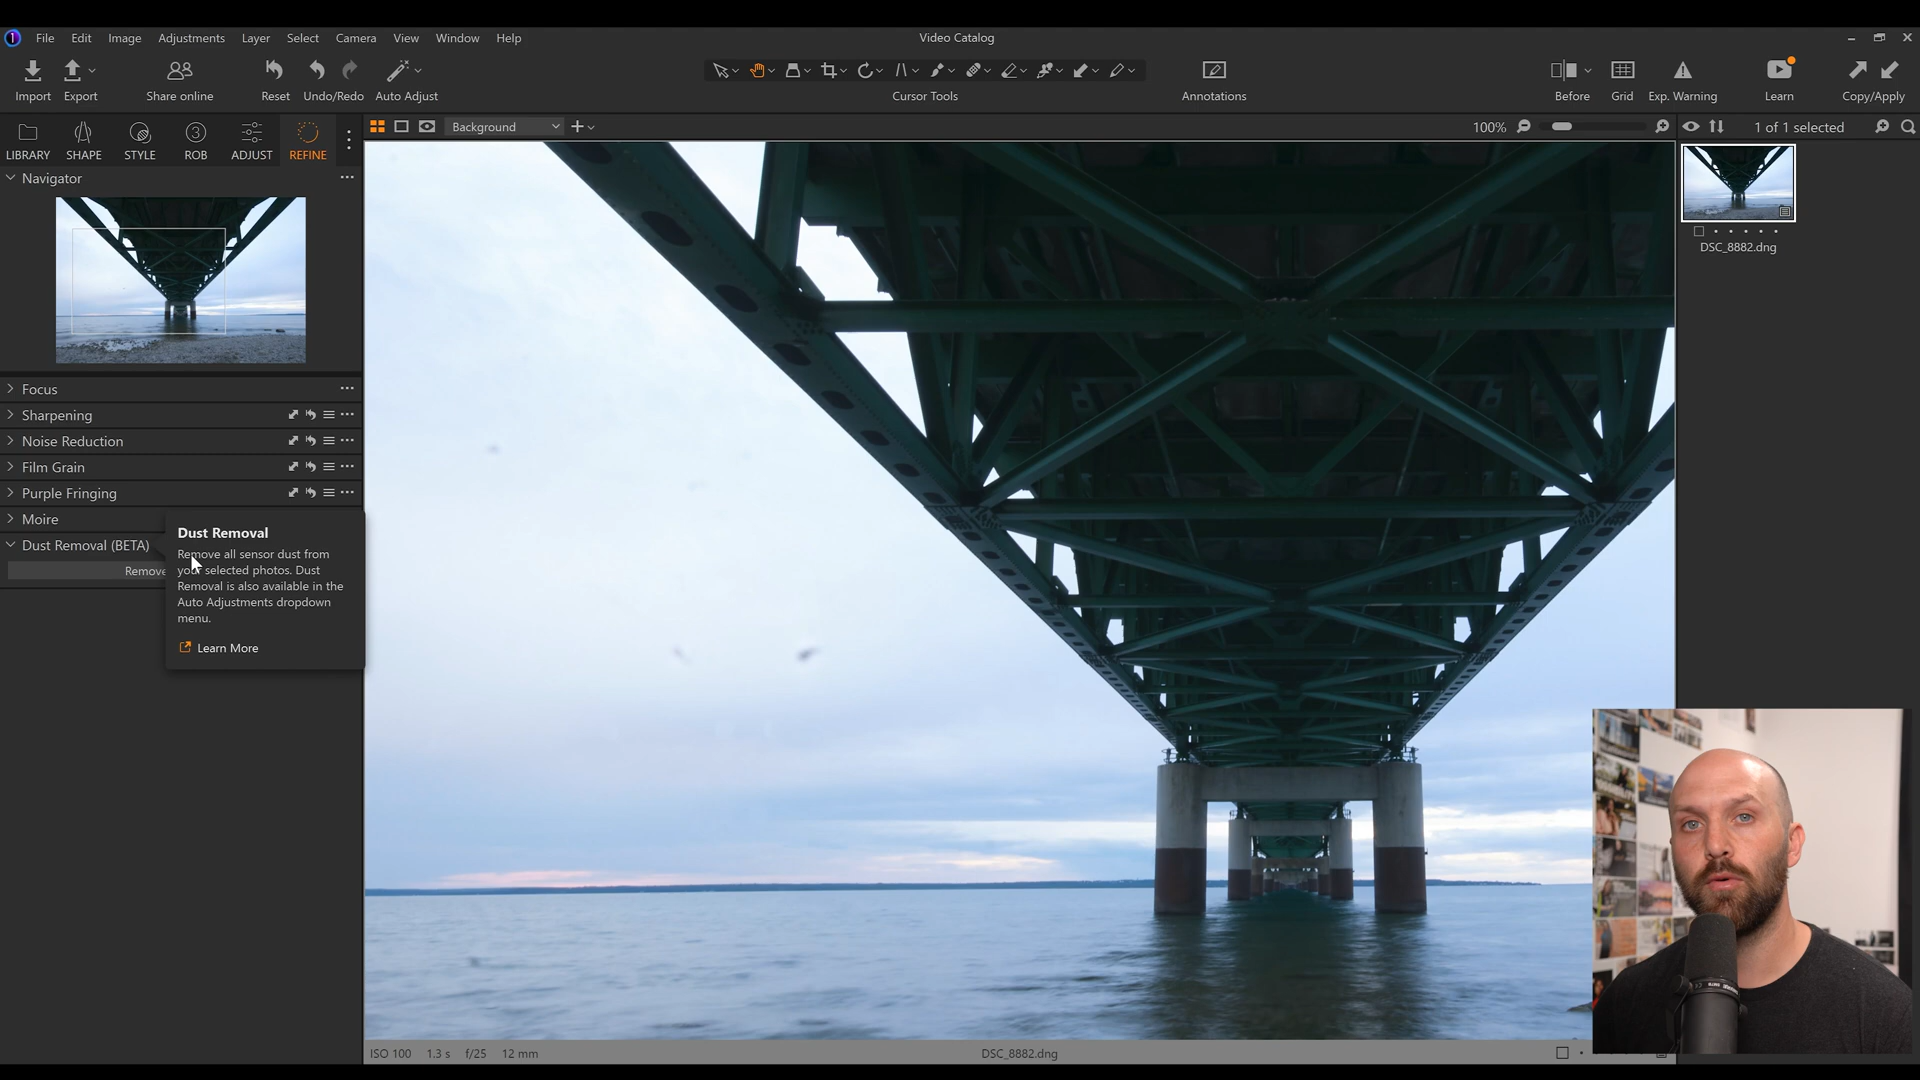 File Edit Image Adjustments Layer Select Camera View Window Help
Video Catalog
Import Export Share online Reset Undo/Redo Auto Adjust Cursor Tools Annotations Before Grid Exp. Warning Learn Copy/Apply
LIBRARY SHAPE STYLE ROB ADJUST REFINE
Background
100%
1 of 1 selected
Navigator
DSC_8882.dng
Focus
Sharpening
Noise Reduction
Film Grain
Purple Fringing
Moire
Dust Removal (BETA)
Remove
Dust Removal
Remove all sensor dust from
your selected photos. Dust
Removal is also available in the
Auto Adjustments dropdown
menu.
Learn More
ISO 100 1.3 s f/25 12 mm
DSC_8882.dng